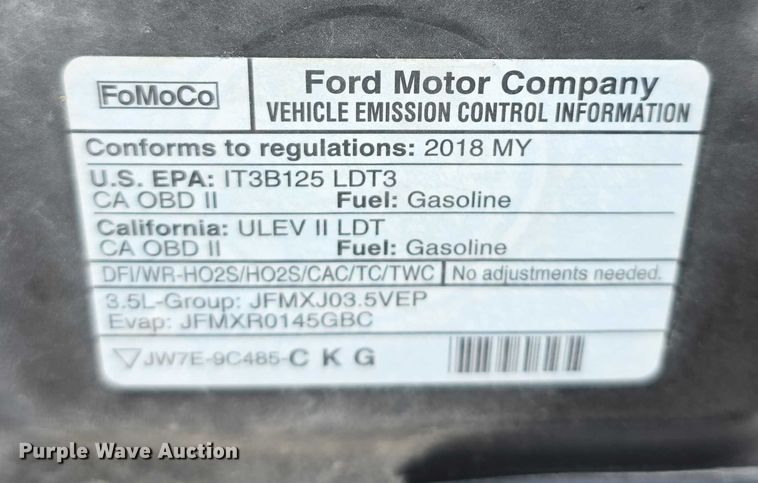 FoMoCo
Ford Motor Company
VEHICLE EMISSION CONTROL INFORMATION
Conforms to regulations: 2018 MY
U.S. EPA: IT3B125 LDT3
CA OBD II Fuel: Gasoline
California: ULEV II LDT
CA OBD II Fuel: Gasoline
DFI/WR-HO2S/HO2S/CAC/TC/TWC No adjustments needed.
3.5L-Group: JFMXJ03.5VEP
Evap: JFMXR0145GBC
JW7E-9C485-C K G
Purple Wave Auction